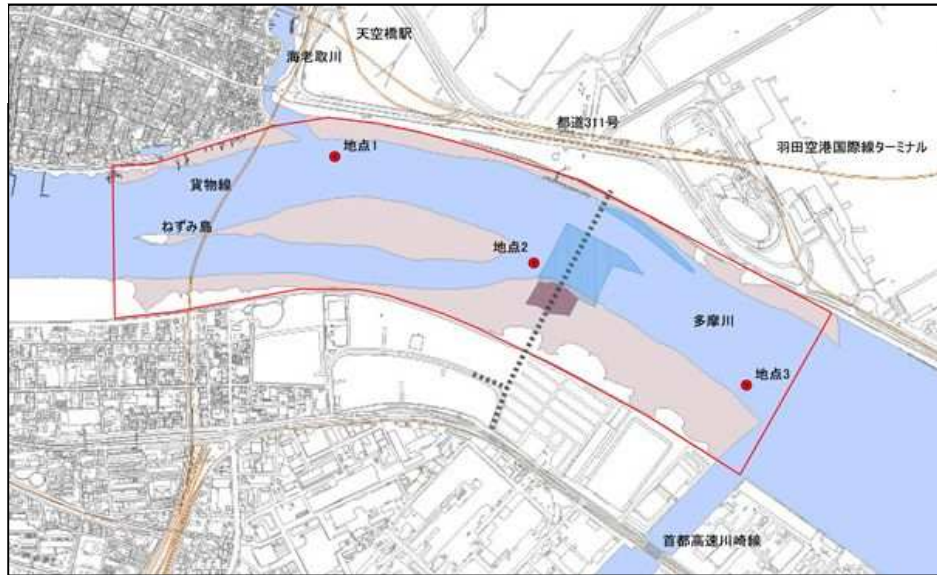 天空橋駅
海老取川
都道311号
羽田空港国際線ターミナル
地点1
貨物線
ねずみ島
地点2
多摩川
地点3
首都高速川崎線